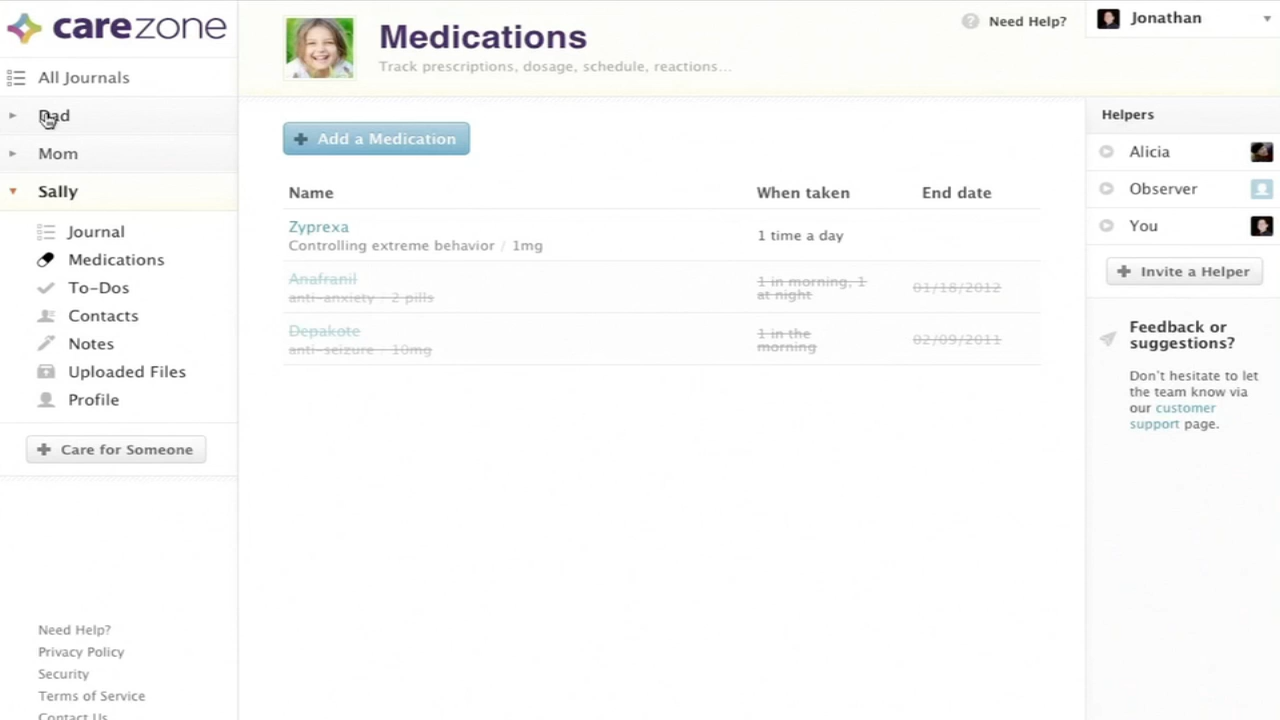 carezone
All Journals
Dad
Mom
Sally
Journal
Medications
To-Dos
Contacts
Notes
Uploaded Files
Profile
Care for Someone
Need Help?
Privacy Policy
Security
Terms of Service
Contact Us
Medications
Track prescriptions, dosage, schedule, reactions...
Need Help?
Add a Medication
Name When taken End date
Zyprexa
Controlling extreme behavior / 1mg
1 time a day
Anafranil
anti-anxiety / 2 pills
1 in morning, 1
at night
01/18/2012
Depakote
anti-seizure / 10mg
1 in the
morning
02/09/2011
Jonathan
Helpers
Alicia
Observer
You
Invite a Helper
Feedback or
suggestions?
Don't hesitate to let
the team know via
our customer
support page.